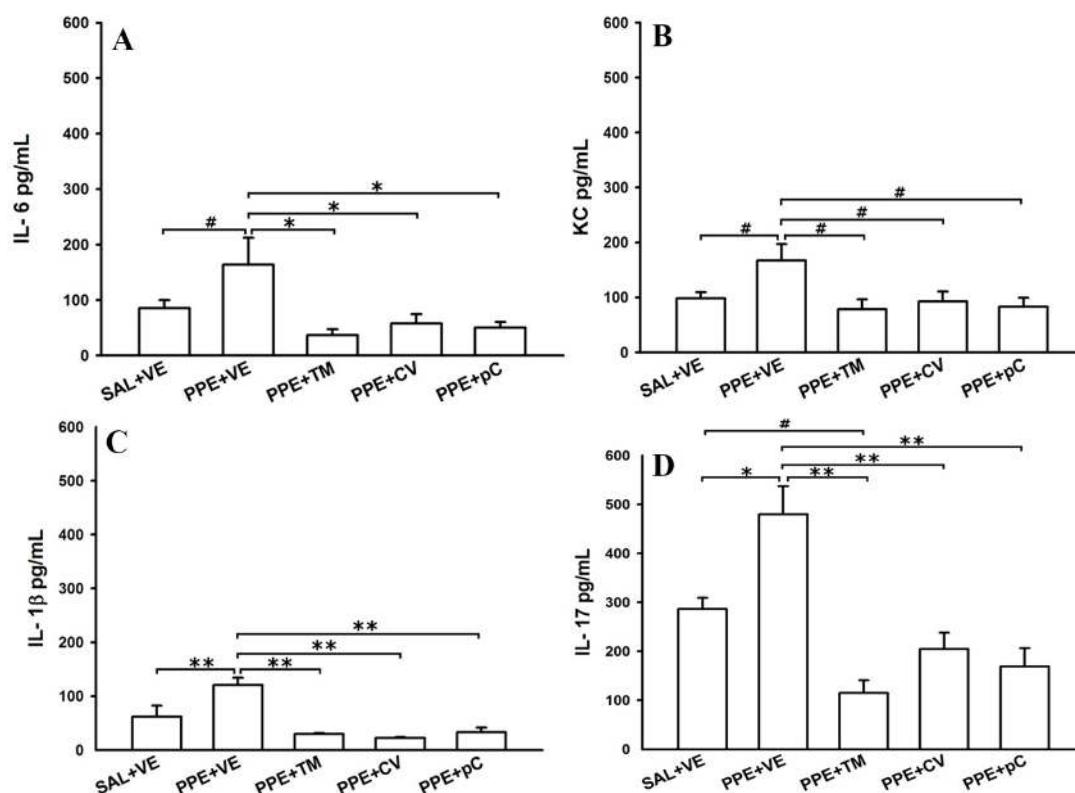 A
IL- 6 pg/mL
600
500
400
300
200
100
0
*
*
#
*
SAL+VE
PPE+VE
PPE+TM
PPE+CV
PPE+pC
B
KC pg/mL
600
500
400
300
200
100
0
#
#
#
#
SAL+VE
PPE+VE
PPE+TM
PPE+CV
PPE+pC
C
IL- 1β pg/mL
600
500
400
300
200
100
0
**
**
**
**
SAL+VE
PPE+VE
PPE+TM
PPE+CV
PPE+pC
D
IL- 17 pg/mL
600
500
400
300
200
100
0
#
**
**
*
**
SAL+VE
PPE+VE
PPE+TM
PPE+CV
PPE+pC